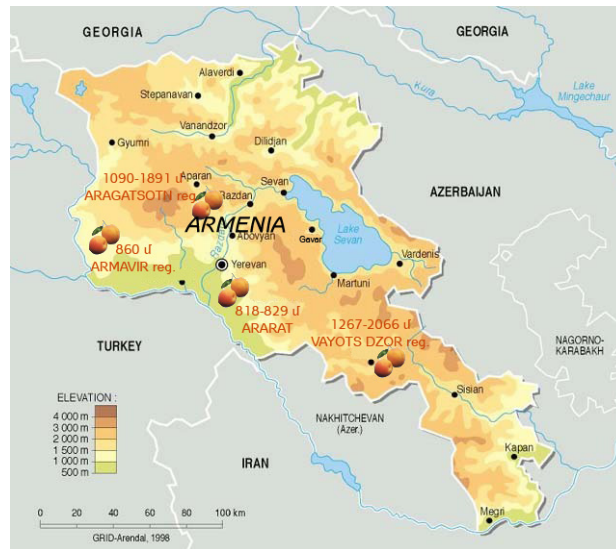 GEORGIA
GEORGIA
Alaverdi
Stepanavan
Kura
Lake
Mingechaur
Vanandzor
Gyumri
Dilidjan
1090-1891 մ
ARAGATSOTN reg.
Aparan
Sevan
Razdan
AZERBAIJAN
ARMENIA
Razdan
Abovyan
Gavar
Lake
Sevan
860 մ
ARMAVIR reg.
Vardenis
Yerevan
Martuni
818-829 մ
ARARAT
1267-2066 մ
VAYOTS DZOR reg.
TURKEY
NAGORNO-
KARABAKH
Sisian
ELEVATION :
4 000 m
3 000 m
2 000 m
1 500 m
1 000 m
500 m
NAKHITCHEVAN
(Azer.)
IRAN
Kapan
Megri
0 20 40 60 80 100 km
GRID-Arendal, 1998